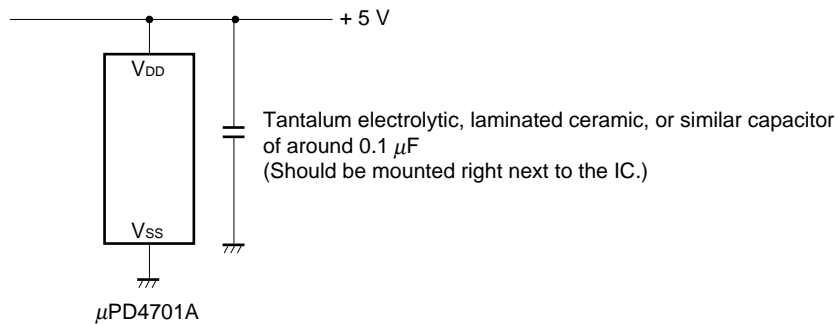 + 5 V
VDD
Tantalum electrolytic, laminated ceramic, or similar capacitor
of around 0.1 μF
(Should be mounted right next to the IC.)
VSS
μPD4701A